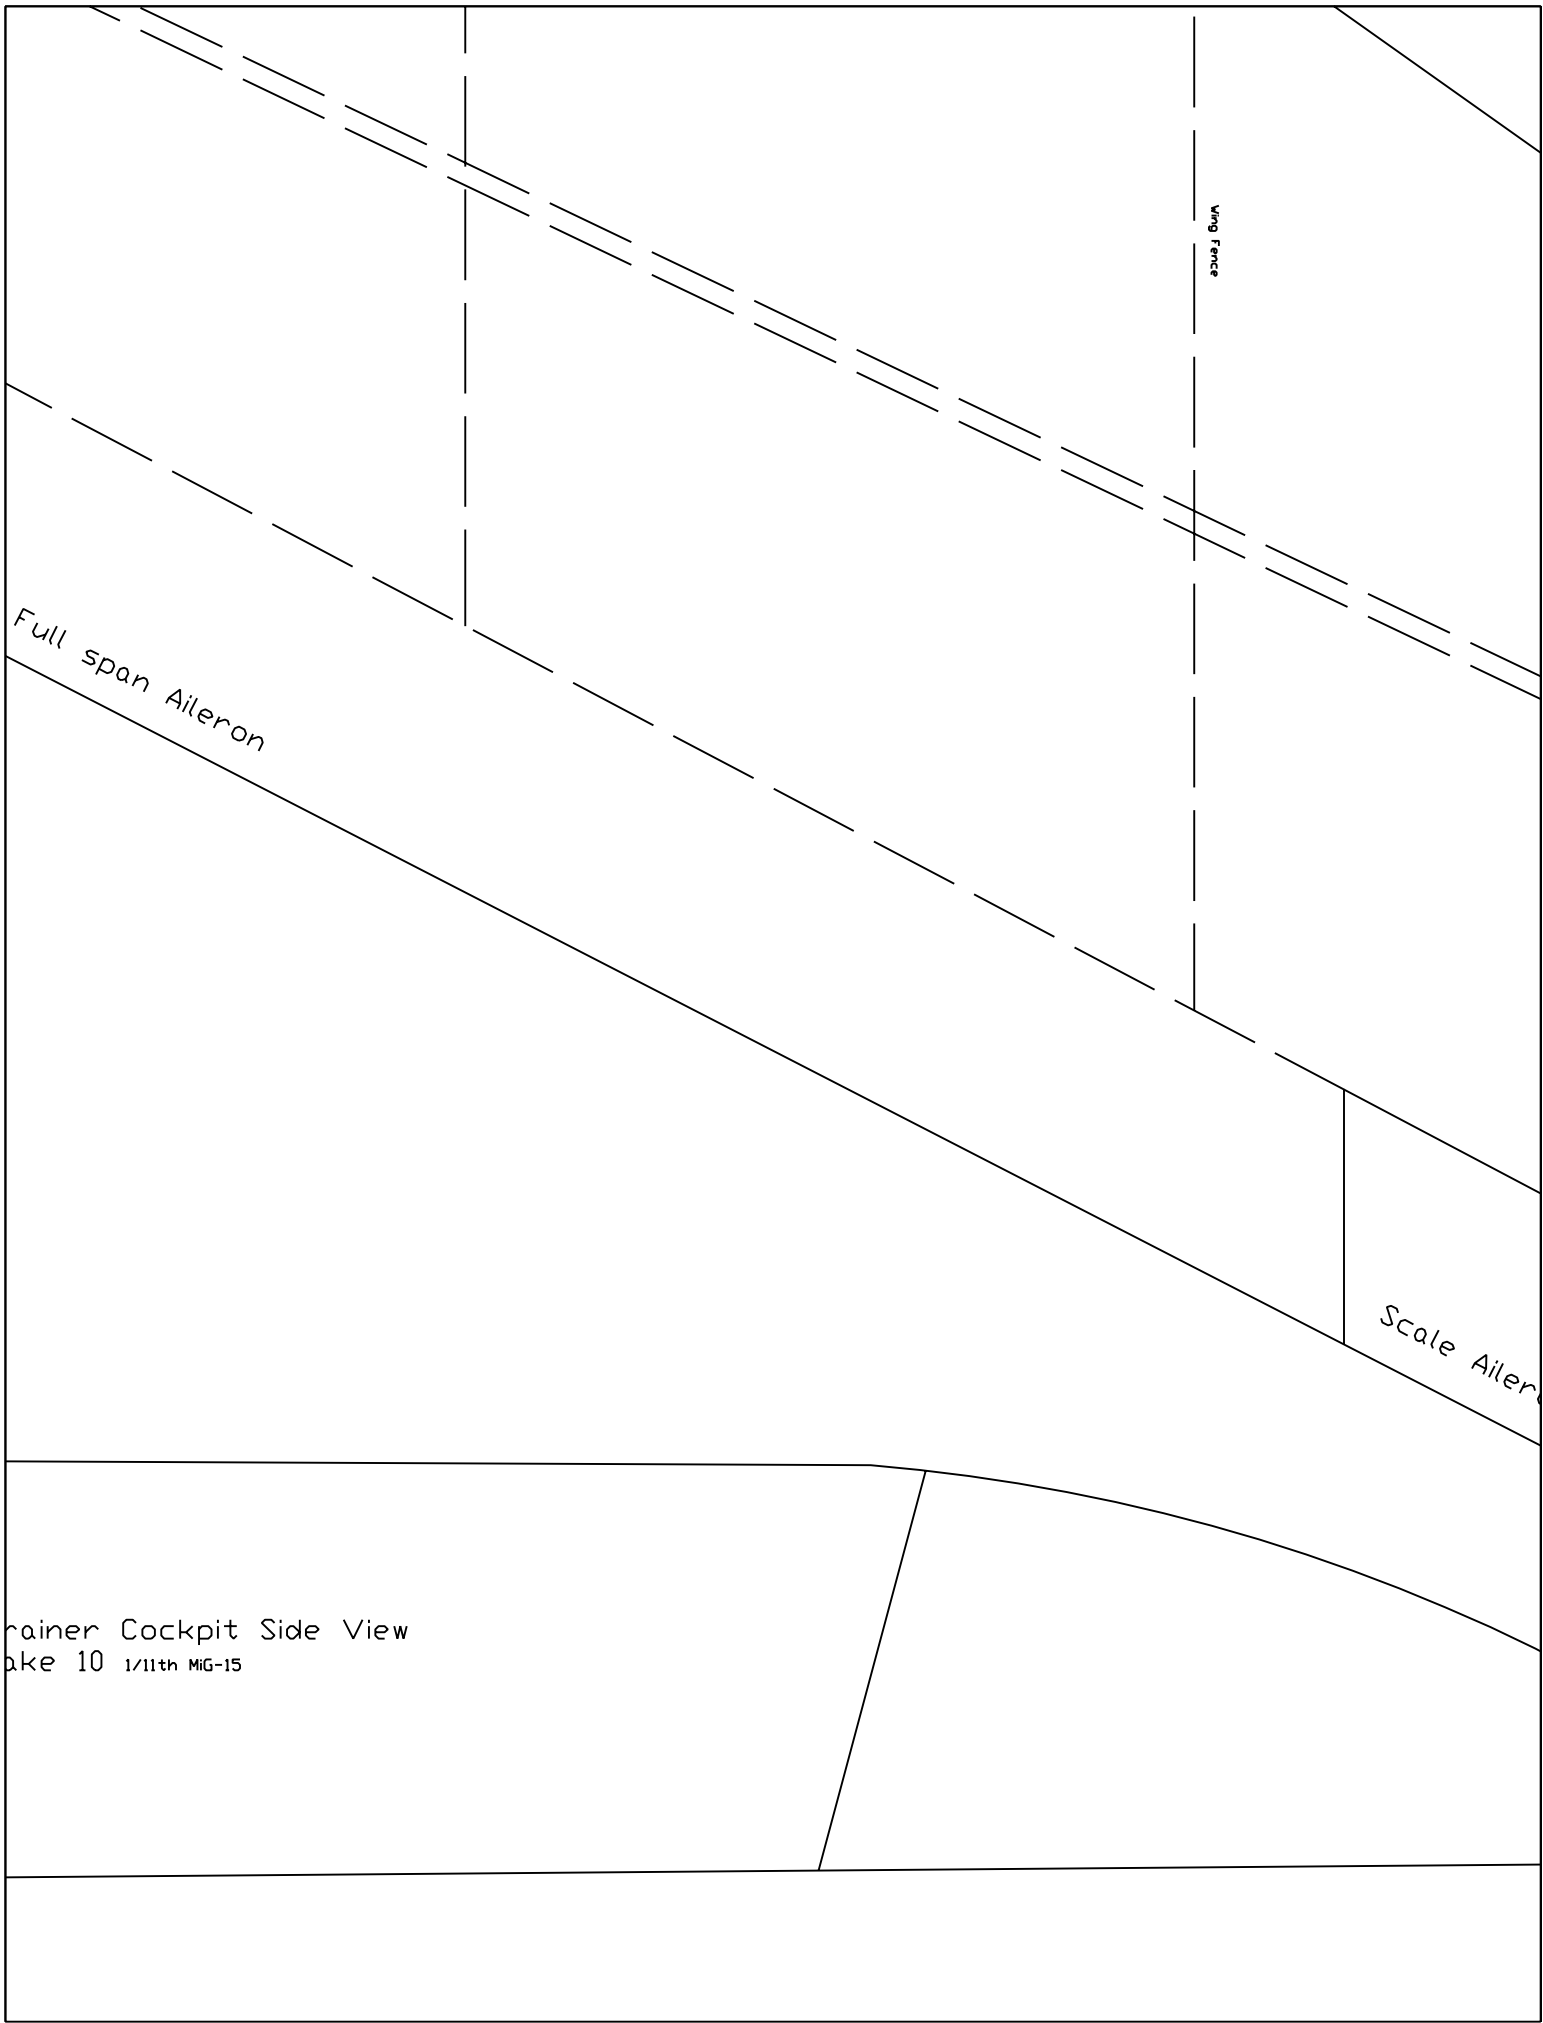 Wing Fence
Full span Aileron
Scale Ailer
rainer Cockpit Side View
ake 10 1/11th MiG-15